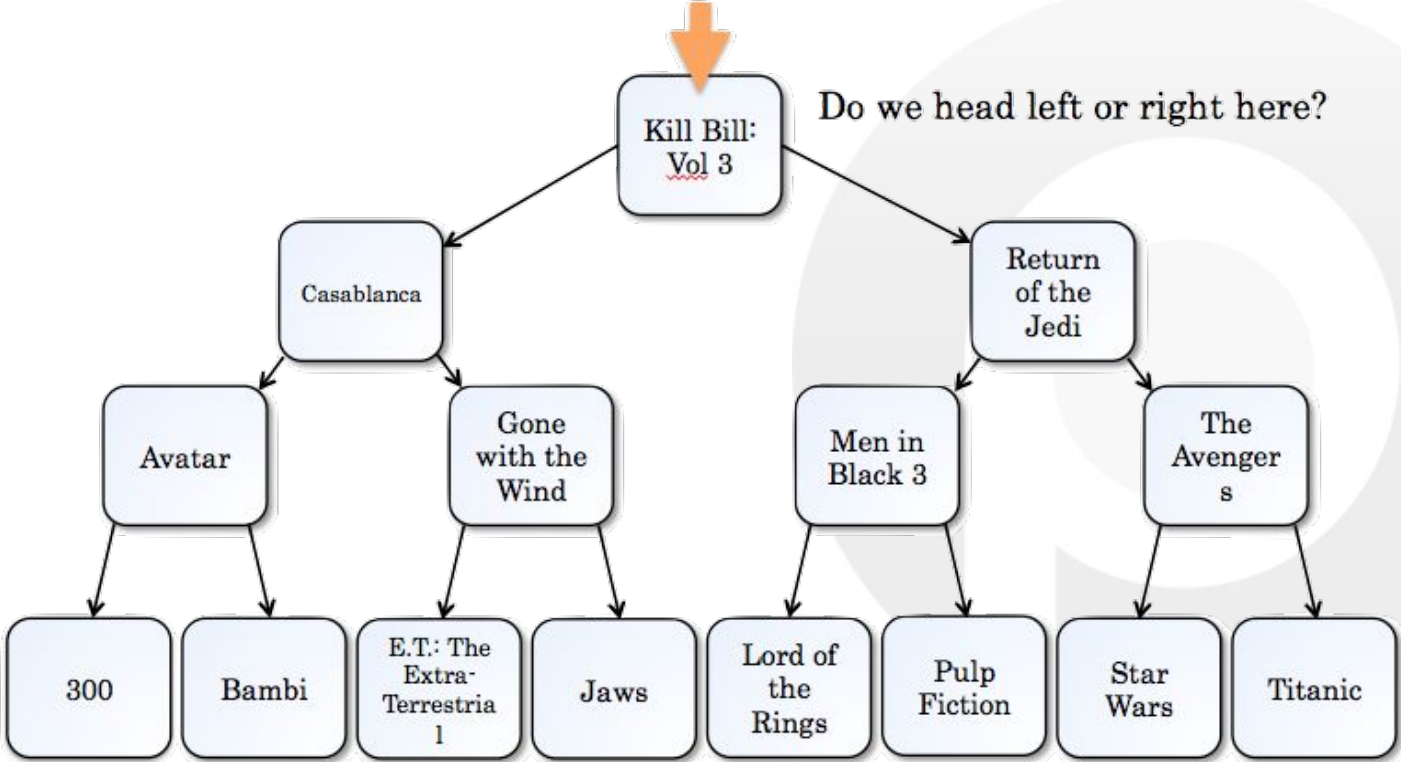 Do we head left or right here?
Kill Bill:
Vol 3
Casablanca
Return
of the
Jedi
Avatar
Gone
with the
Wind
Men in
Black 3
The
Avenger
s
300
Bambi
E.T.: The
Extra-
Terrestria
l
Jaws
Lord of
the
Rings
Pulp
Fiction
Star
Wars
Titanic